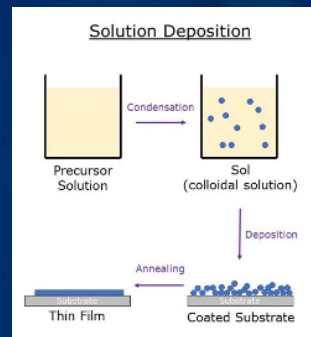 Solution Deposition
Condensation
Precursor
Solution
Sol
(colloidal solution)
Deposition
Annealing
Substrate
Thin Film
Substrate
Coated Substrate